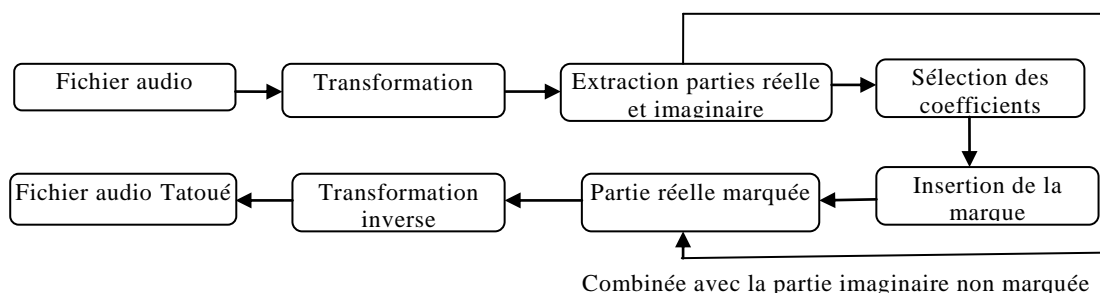 Fichier audio
Transformation
Extraction parties réelle
et imaginaire
Sélection des
coefficients
Fichier audio Tatoué
Transformation
inverse
Partie réelle marquée
Insertion de la
marque
Combinée avec la partie imaginaire non marquée